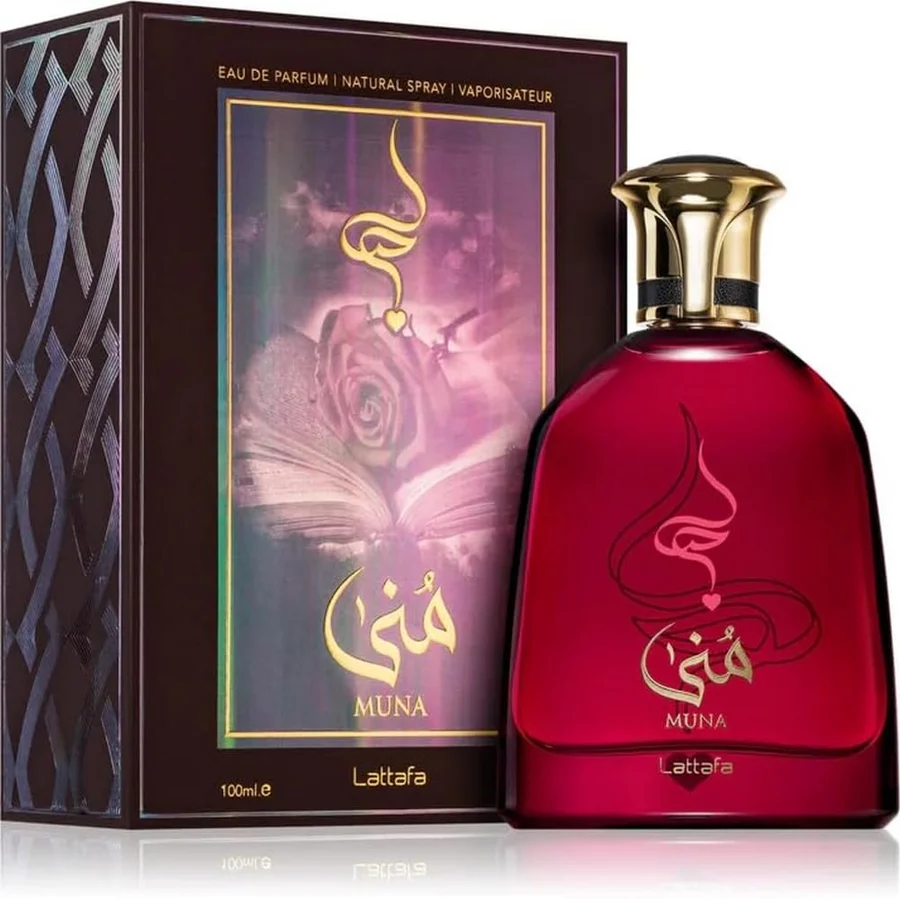 EAU DE PARFUM | NATURAL SPRAY | VAPORISATEUR
مُنىٰ
MUNA
100ml.e
Lattafa
مُنىٰ
MUNA
Lattafa